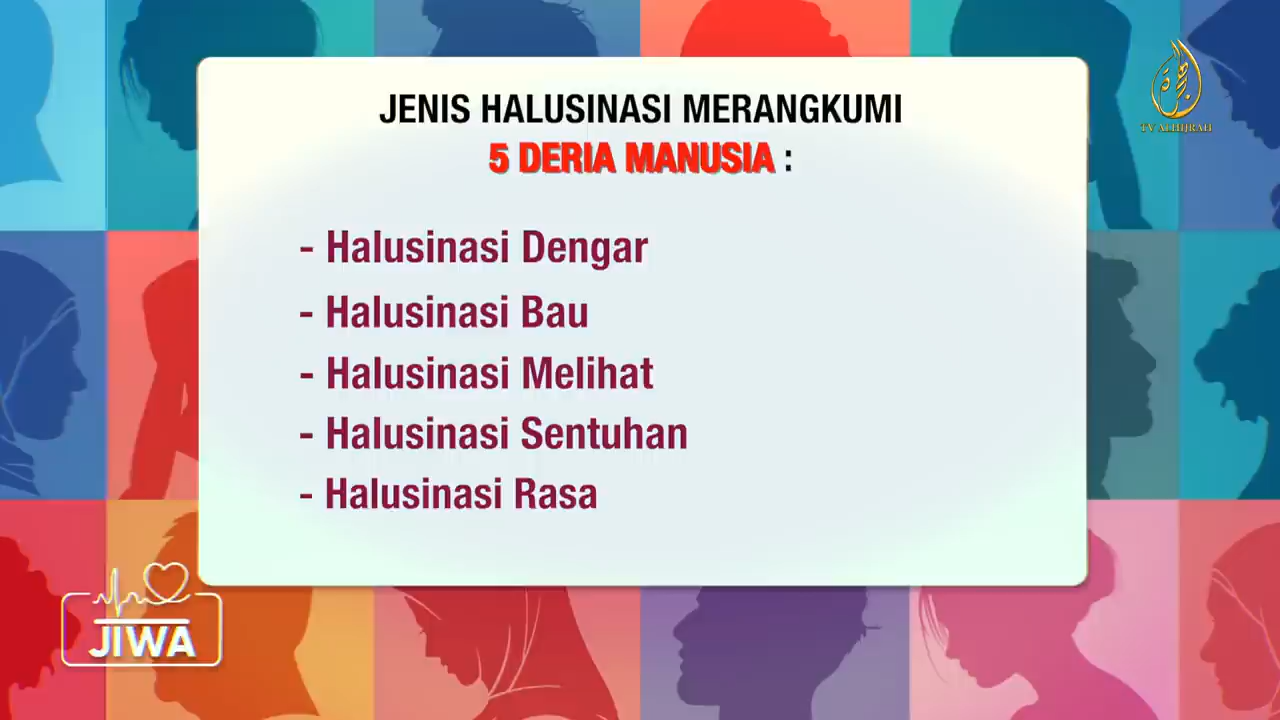 JENIS HALUSINASI MERANGKUMI
5 DERIA MANUSIA :
- Halusinasi Dengar
- Halusinasi Bau
- Halusinasi Melihat
- Halusinasi Sentuhan
- Halusinasi Rasa
هجرة
TV ALHIJRAH
JIWA